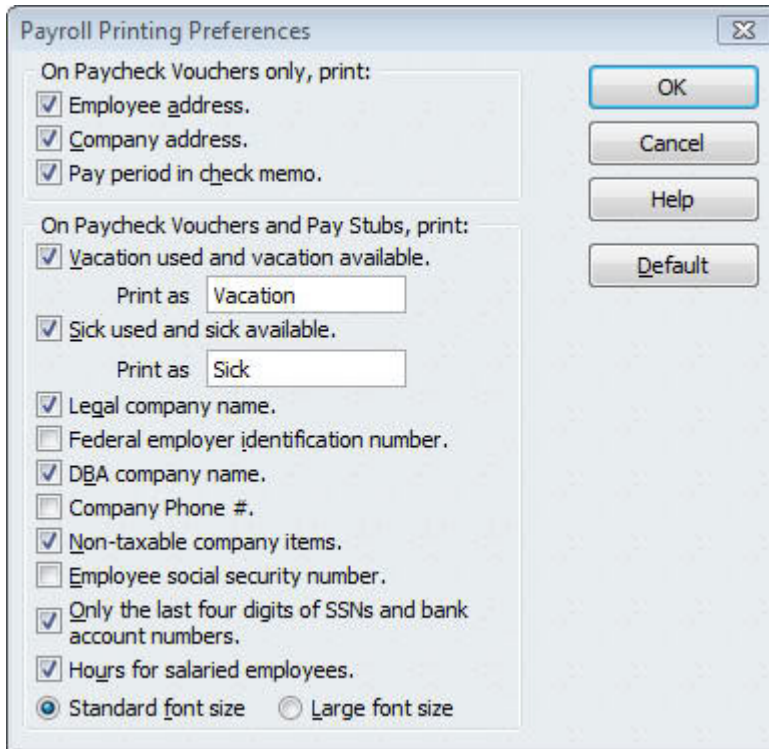 Payroll Printing Preferences
On Paycheck Vouchers only, print:
Employee address.
Company address.
Pay period in check memo.
On Paycheck Vouchers and Pay Stubs, print:
Vacation used and vacation available.
Print as Vacation
Sick used and sick available.
Print as Sick
Legal company name.
Federal employer identification number.
DBA company name.
Company Phone #.
Non-taxable company items.
Employee social security number.
Only the last four digits of SSNs and bank
account numbers.
Hours for salaried employees.
Standard font size Large font size
OK
Cancel
Help
Default